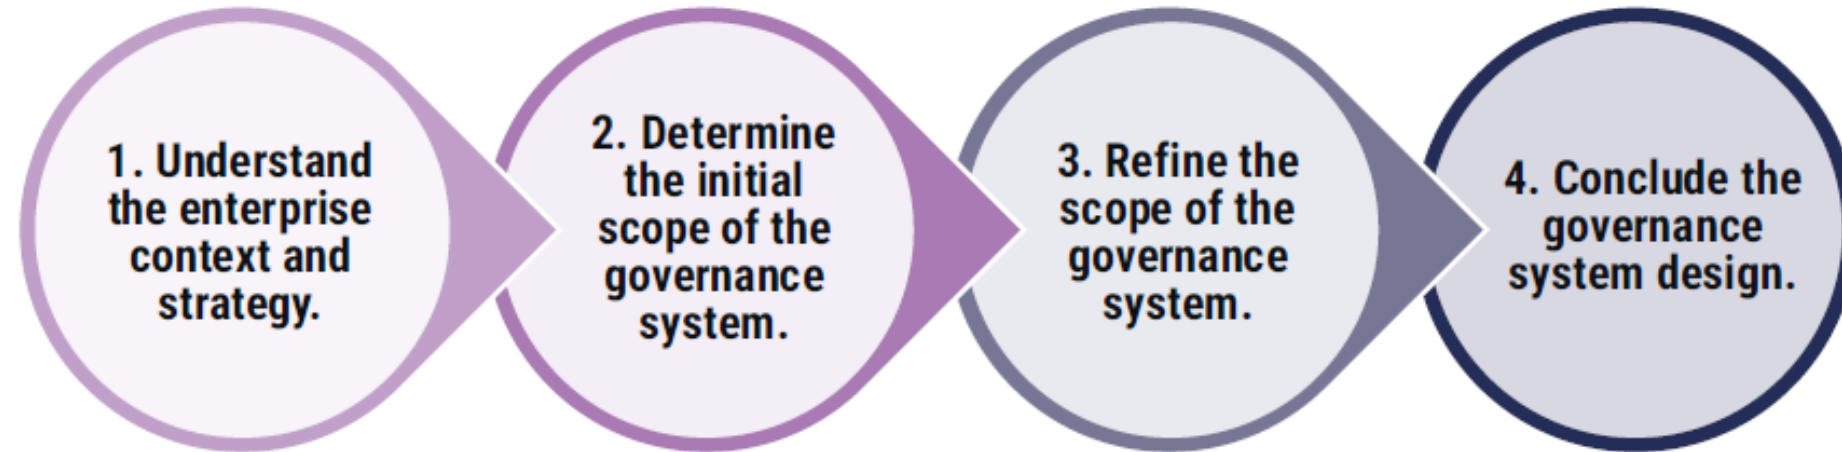 1. Understand
the enterprise
context and
strategy.
2. Determine
the initial
scope of the
governance
system.
3. Refine the
scope of the
governance
system.
4. Conclude the
governance
system design.